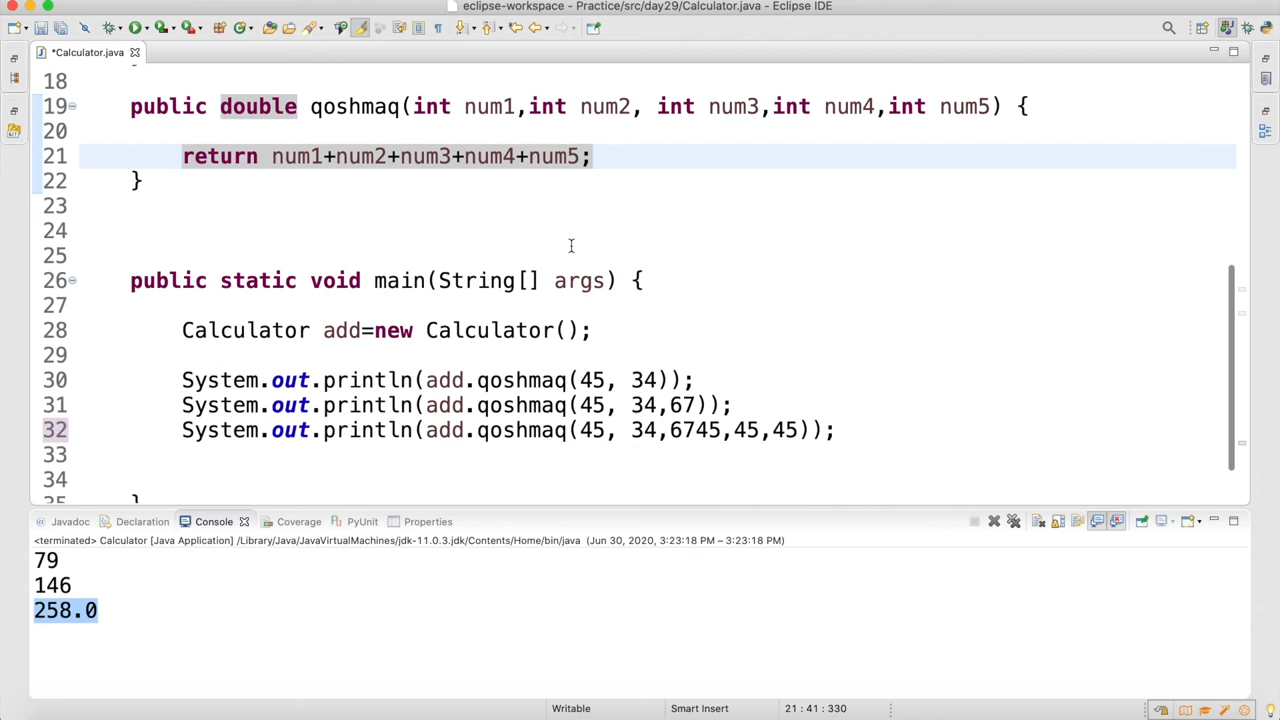 eclipse-workspace - Practice/src/day29/Calculator.java - Eclipse IDE
*Calculator.java
18
19 public double qoshmaq(int num1,int num2, int num3,int num4,int num5) {
20
21 return num1+num2+num3+num4+num5;
22 }
23
24
25
26 public static void main(String[] args) {
27
28 Calculator add=new Calculator();
29
30 System.out.println(add.qoshmaq(45, 34));
31 System.out.println(add.qoshmaq(45, 34,67));
32 System.out.println(add.qoshmaq(45, 34,6745,45,45));
33
34
35 }
@ Javadoc Declaration Console Coverage PyUnit Properties
<terminated> Calculator [Java Application] /Library/Java/JavaVirtualMachines/jdk-11.0.3.jdk/Contents/Home/bin/java (Jun 30, 2020, 3:23:18 PM – 3:23:18 PM)
79
146
258.0
Writable Smart Insert 21 : 41 : 330